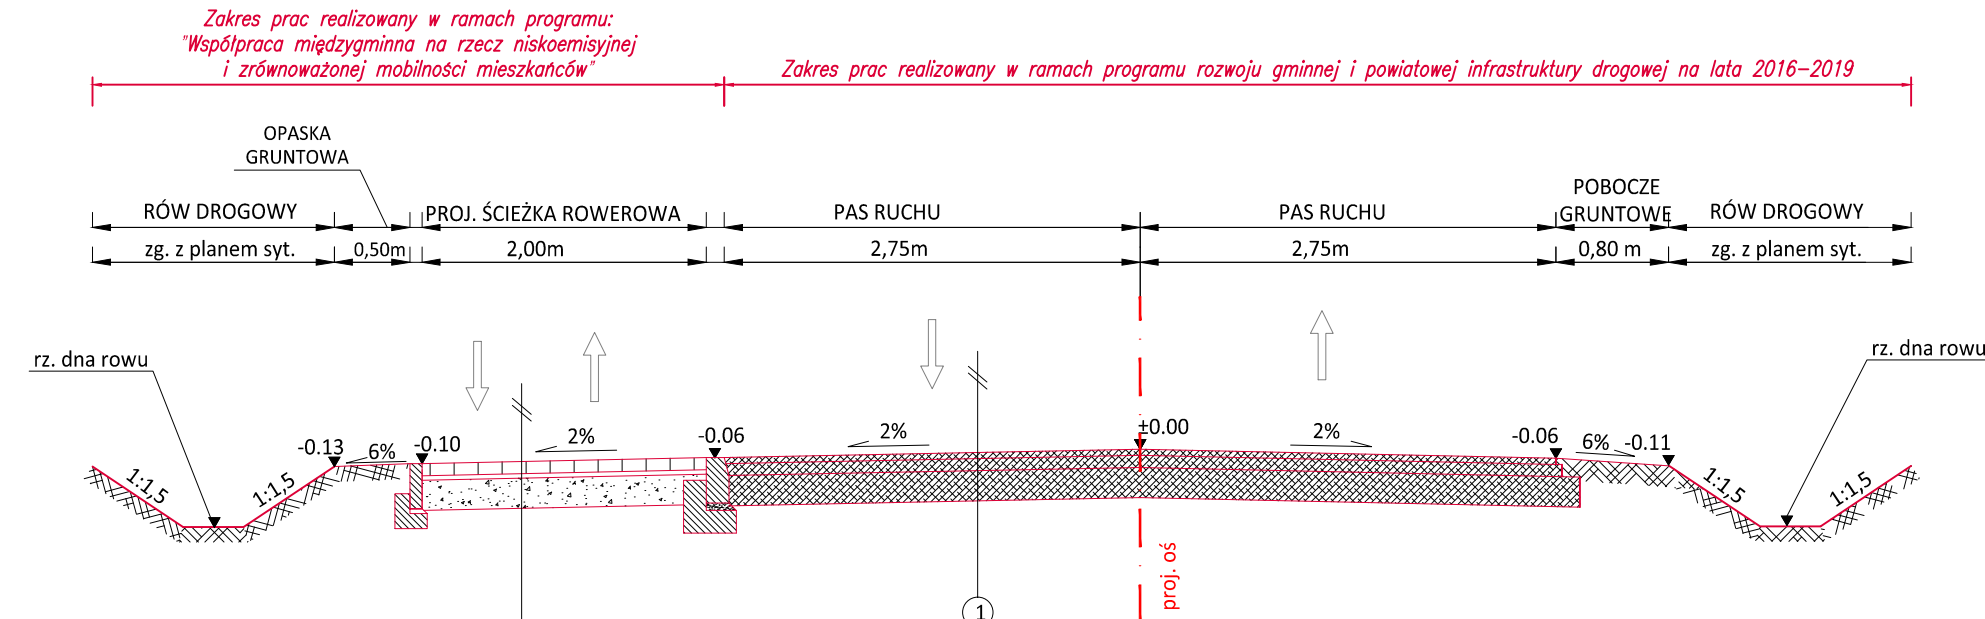 Zakres prac realizowany w ramach programu:
"Współpraca międzygminna na rzecz niskoemisyjnej
i zrównoważonej mobilności mieszkańców"
Zakres prac realizowany w ramach programu rozwoju gminnej i powiatowej infrastruktury drogowej na lata 2016-2019
OPASKA
GRUNTOWA
RÓW DROGOWY
PROJ. ŚCIEŻKA ROWEROWA
PAS RUCHU
PAS RUCHU
POBOCZE
GRUNTOWE
RÓW DROGOWY
zg. z planem syt.
0,50m
2,00m
2,75m
2,75m
0,80 m
zg. z planem syt.
rz. dna rowu
rz. dna rowu
-0.13
6%
-0.10
2%
-0.06
2%
±0.00
2%
-0.06
6%
-0.11
1:1,5
1:1,5
1:1,5
1:1,5
proj. oś
1